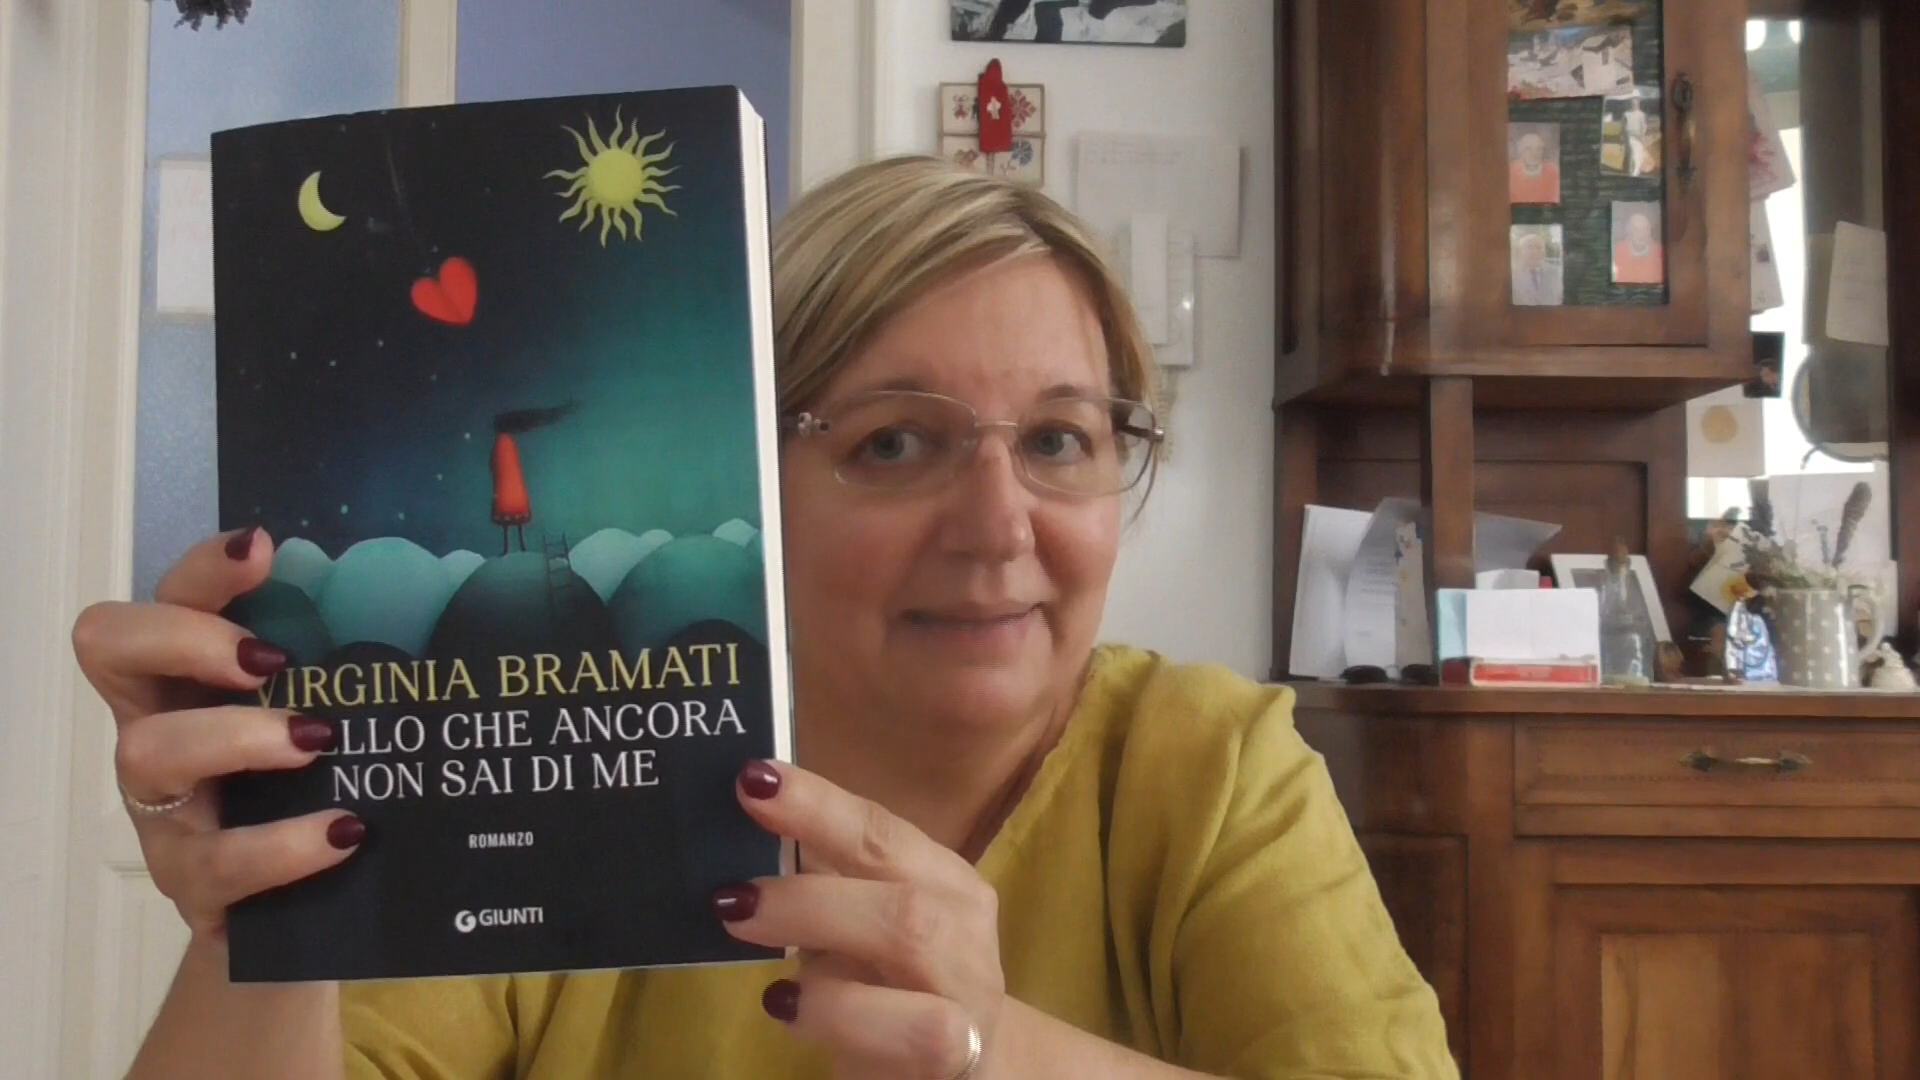 VIRGINIA BRAMATI
ELLO CHE ANCORA
NON SAI DI ME
ROMANZO
GIUNTI